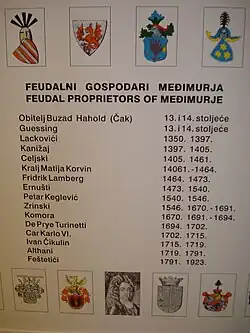 FEUDALNI GOSPODARI MEĐIMURJA
FEUDAL PROPRIETORS OF MEĐIMURJE
Obitelj Buzad Hahold (Čak) 13. i 14. stoljeće
Guessing 13. i 14. stoljeće
Lackovići 1350. 1397.
Kanižaj 1397. 1405.
Celjski 1405. 1461.
Kralj Matija Korvin 14061.-1464.
Fridrik Lamberg 1464. 1473.
Ernušti 1473. 1540.
Petar Keglević 1540. 1546.
Zrinski 1546. 1670.-1691.
Komora 1670. 1691.-1694.
De Prye Turinetti 1694. 1702.
Car Karlo VI. 1702. 1715.
Ivan Čikulin 1715. 1719.
Althani 1719. 1791.
Feštetići 1791. 1923.